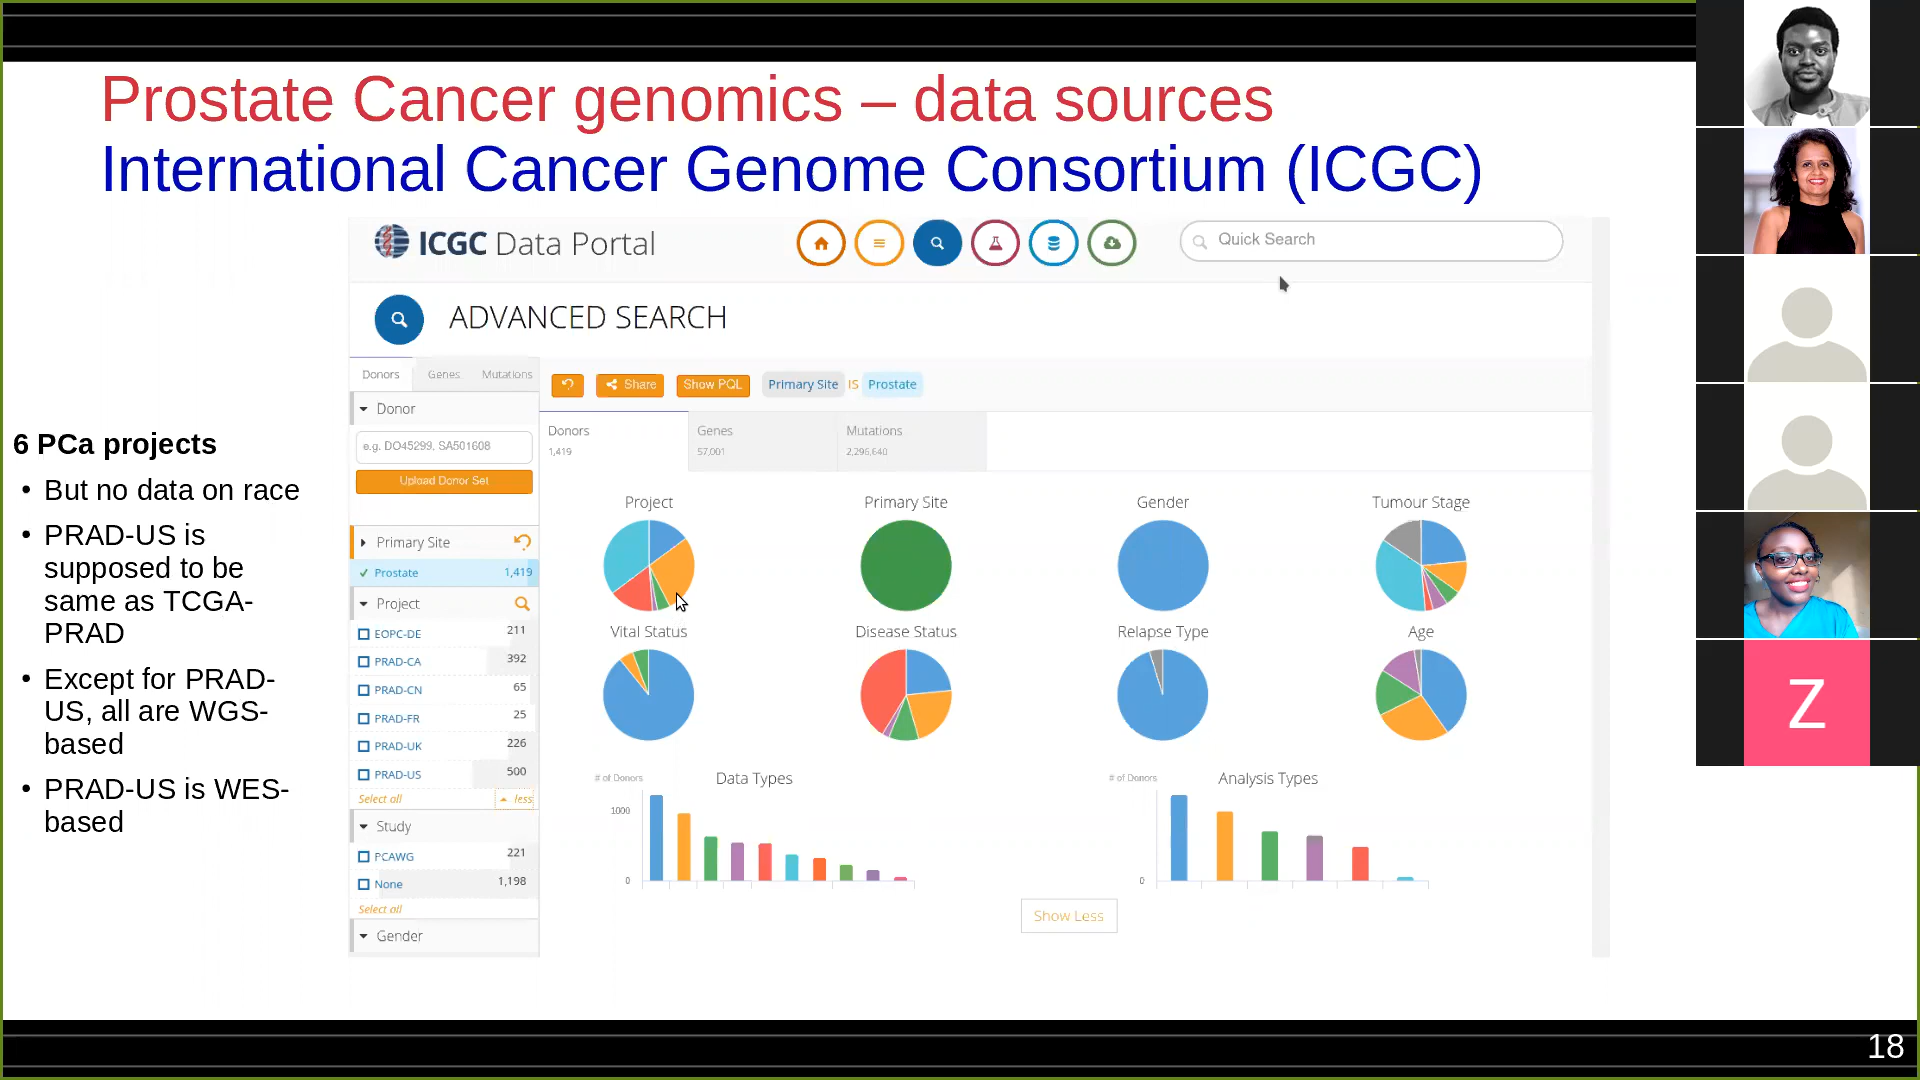 Prostate Cancer genomics – data sources
International Cancer Genome Consortium (ICGC)
ICGC Data Portal
Quick Search
ADVANCED SEARCH
Donors Genes Mutations
Share Show PQL Primary Site IS Prostate
Donor
e.g. DO45299, SA501608
Upload Donor Set
Donors Genes Mutations
1,419 57,001 2,296,640
6 PCa projects
• But no data on race
• PRAD-US is
supposed to be
same as TCGA-
PRAD
• Except for PRAD-
US, all are WGS-
based
• PRAD-US is WES-
based
Primary Site
Prostate 1,419
Project
EOPC-DE 211
PRAD-CA 392
PRAD-CN 65
PRAD-FR 25
PRAD-UK 226
PRAD-US 500
Select all less
Study
PCAWG 221
None 1,198
Select all
Gender
Project Primary Site Gender Tumour Stage
Vital Status Disease Status Relapse Type Age
# of Donors Data Types # of Donors Analysis Types
1000
0 0
Show Less
Z
18